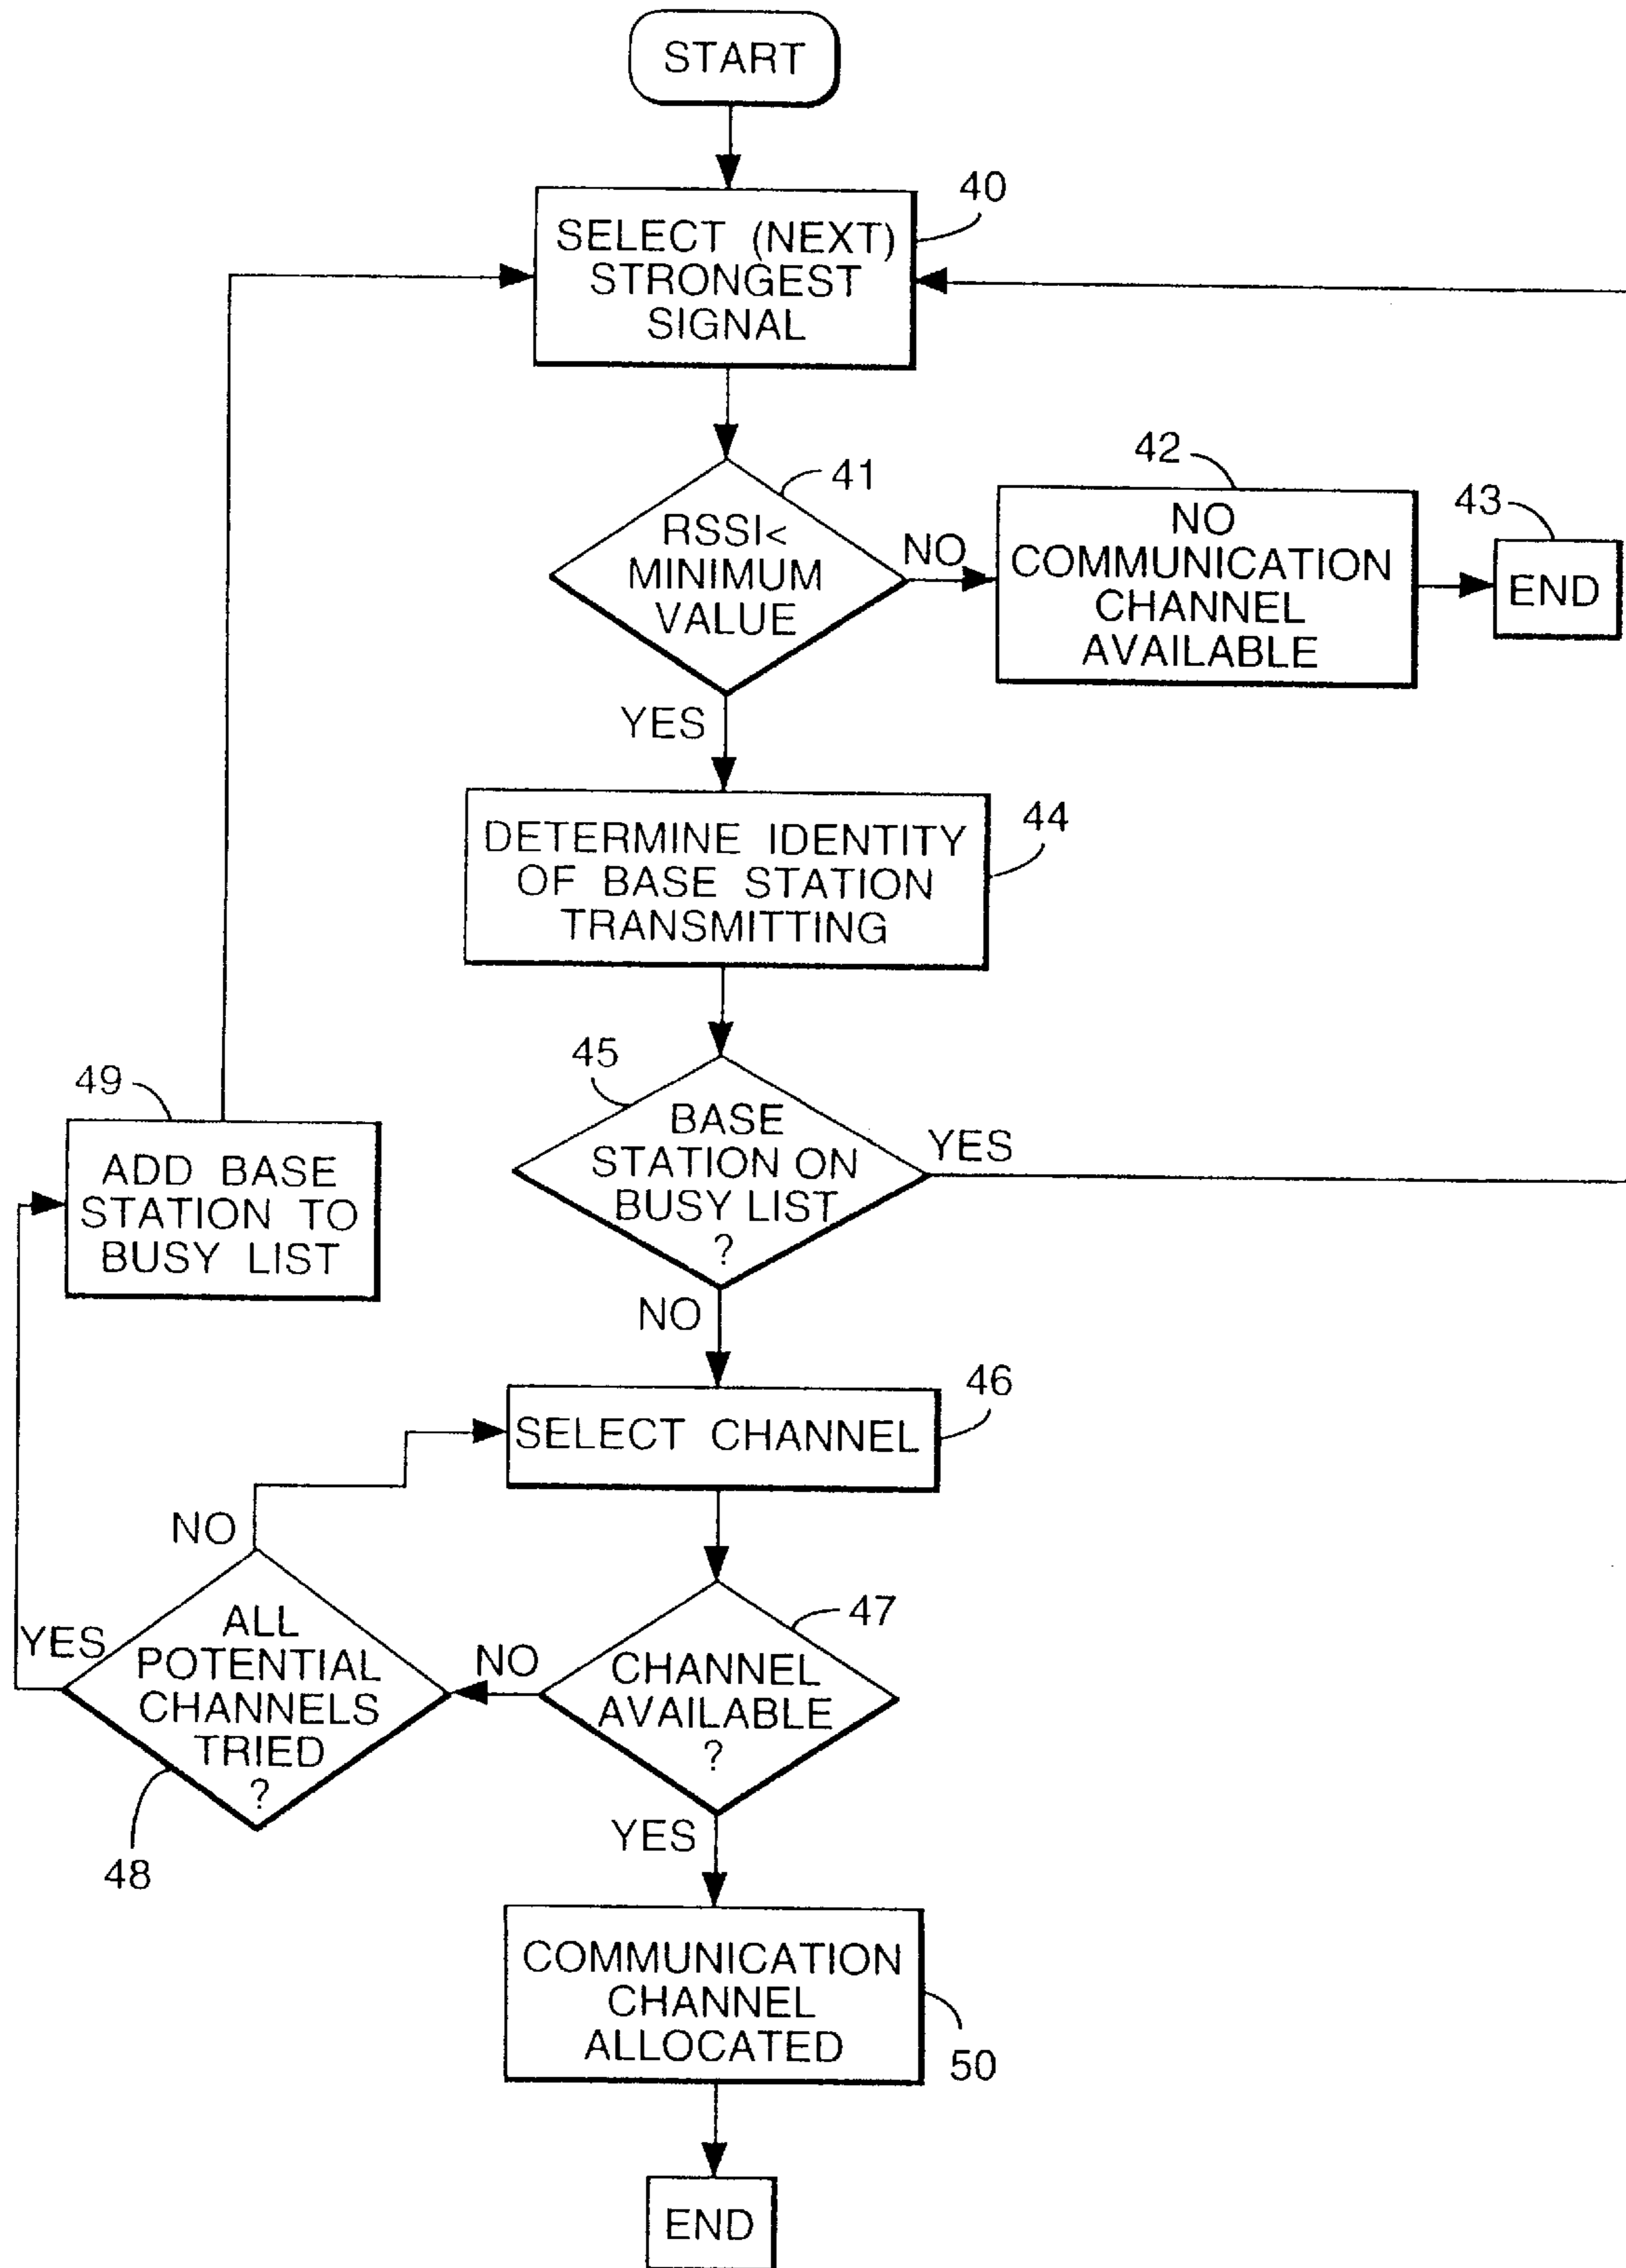 START
40
SELECT (NEXT)
STRONGEST
SIGNAL
41
RSSI<
MINIMUM
VALUE
NO
42
NO
COMMUNICATION
CHANNEL
AVAILABLE
43
END
YES
DETERMINE IDENTITY
OF BASE STATION
TRANSMITTING
44
45
BASE
STATION ON
BUSY LIST
?
YES
49
ADD BASE
STATION TO
BUSY LIST
NO
46
SELECT CHANNEL
NO
YES
ALL
POTENTIAL
CHANNELS
TRIED
?
48
NO
47
CHANNEL
AVAILABLE
?
YES
COMMUNICATION
CHANNEL
ALLOCATED
50
END